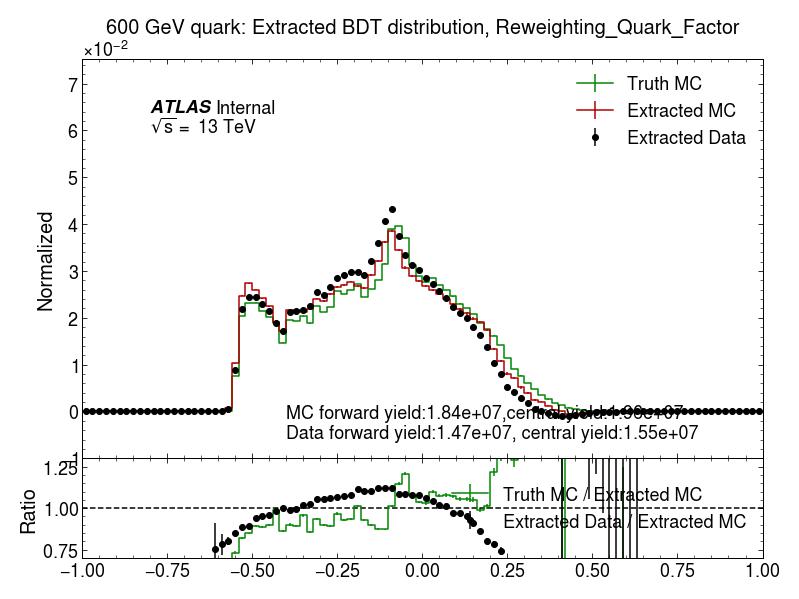 600 GeV quark: Extracted BDT distribution, Reweighting_Quark_Factor
×10⁻²
7
6
5
4
3
2
1
0
1
Normalized
ATLAS Internal
√s = 13 TeV
Truth MC
Extracted MC
Extracted Data
MC forward yield:1.84e+07,central yield:
Data forward yield:1.47e+07, central yield:1.55e+07
1.25
1.00
0.75
Ratio
Truth MC / Extracted MC
Extracted Data / Extracted MC
−1.00 −0.75 −0.50 −0.25 0.00 0.25 0.50 0.75 1.00